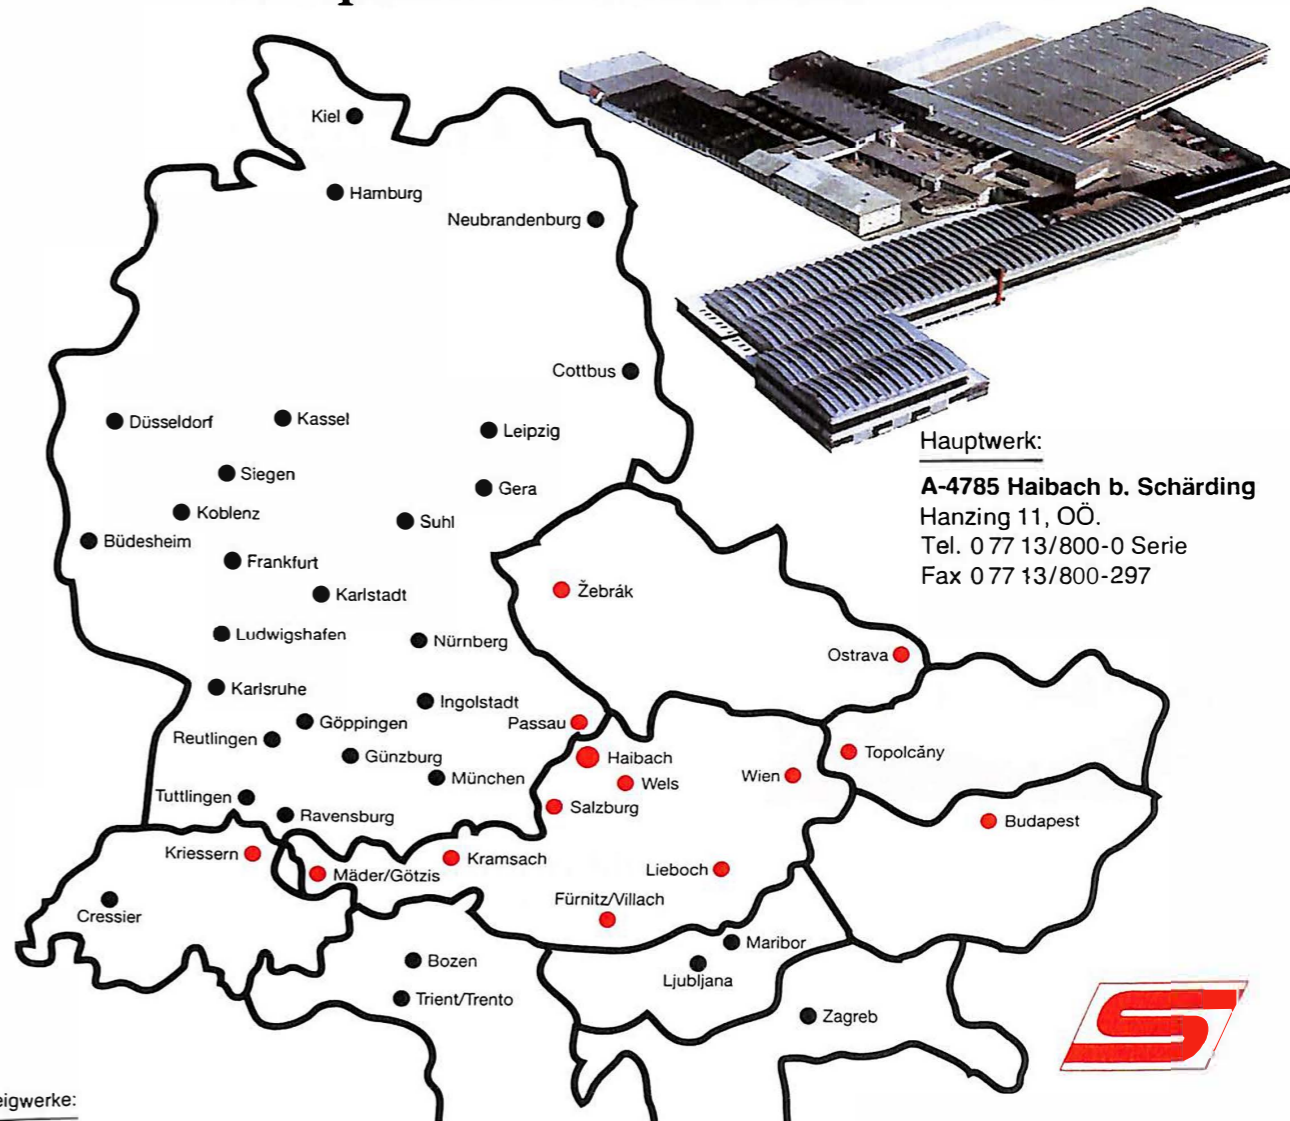 Kiel
Hamburg
Neubrandenburg
Cottbus
Düsseldorf
Kassel
Leipzig
Siegen
Gera
Koblenz
Suhl
Büdesheim
Frankfurt
Karlstadt
Ludwigshafen
Nürnberg
Karlsruhe
Ingolstadt
Göppingen
Reutlingen
Günzburg
München
Tuttlingen
Ravensburg
Hauptwerk:
A-4785 Haibach b. Schärding
Hanzing 11, OÖ.
Tel. 0 77 13/800-0 Serie
Fax 0 77 13/800-297
Žebrák
Ostrava
Passau
Haibach
Wels
Wien
Topolcăny
Salzburg
Budapest
Kriessern
Mäder/Götzis
Kramsach
Lieboch
Fürnitz/Villach
Cressier
Maribor
Ljubljana
Bozen
Trient/Trento
Zagreb
S
eigwerke: